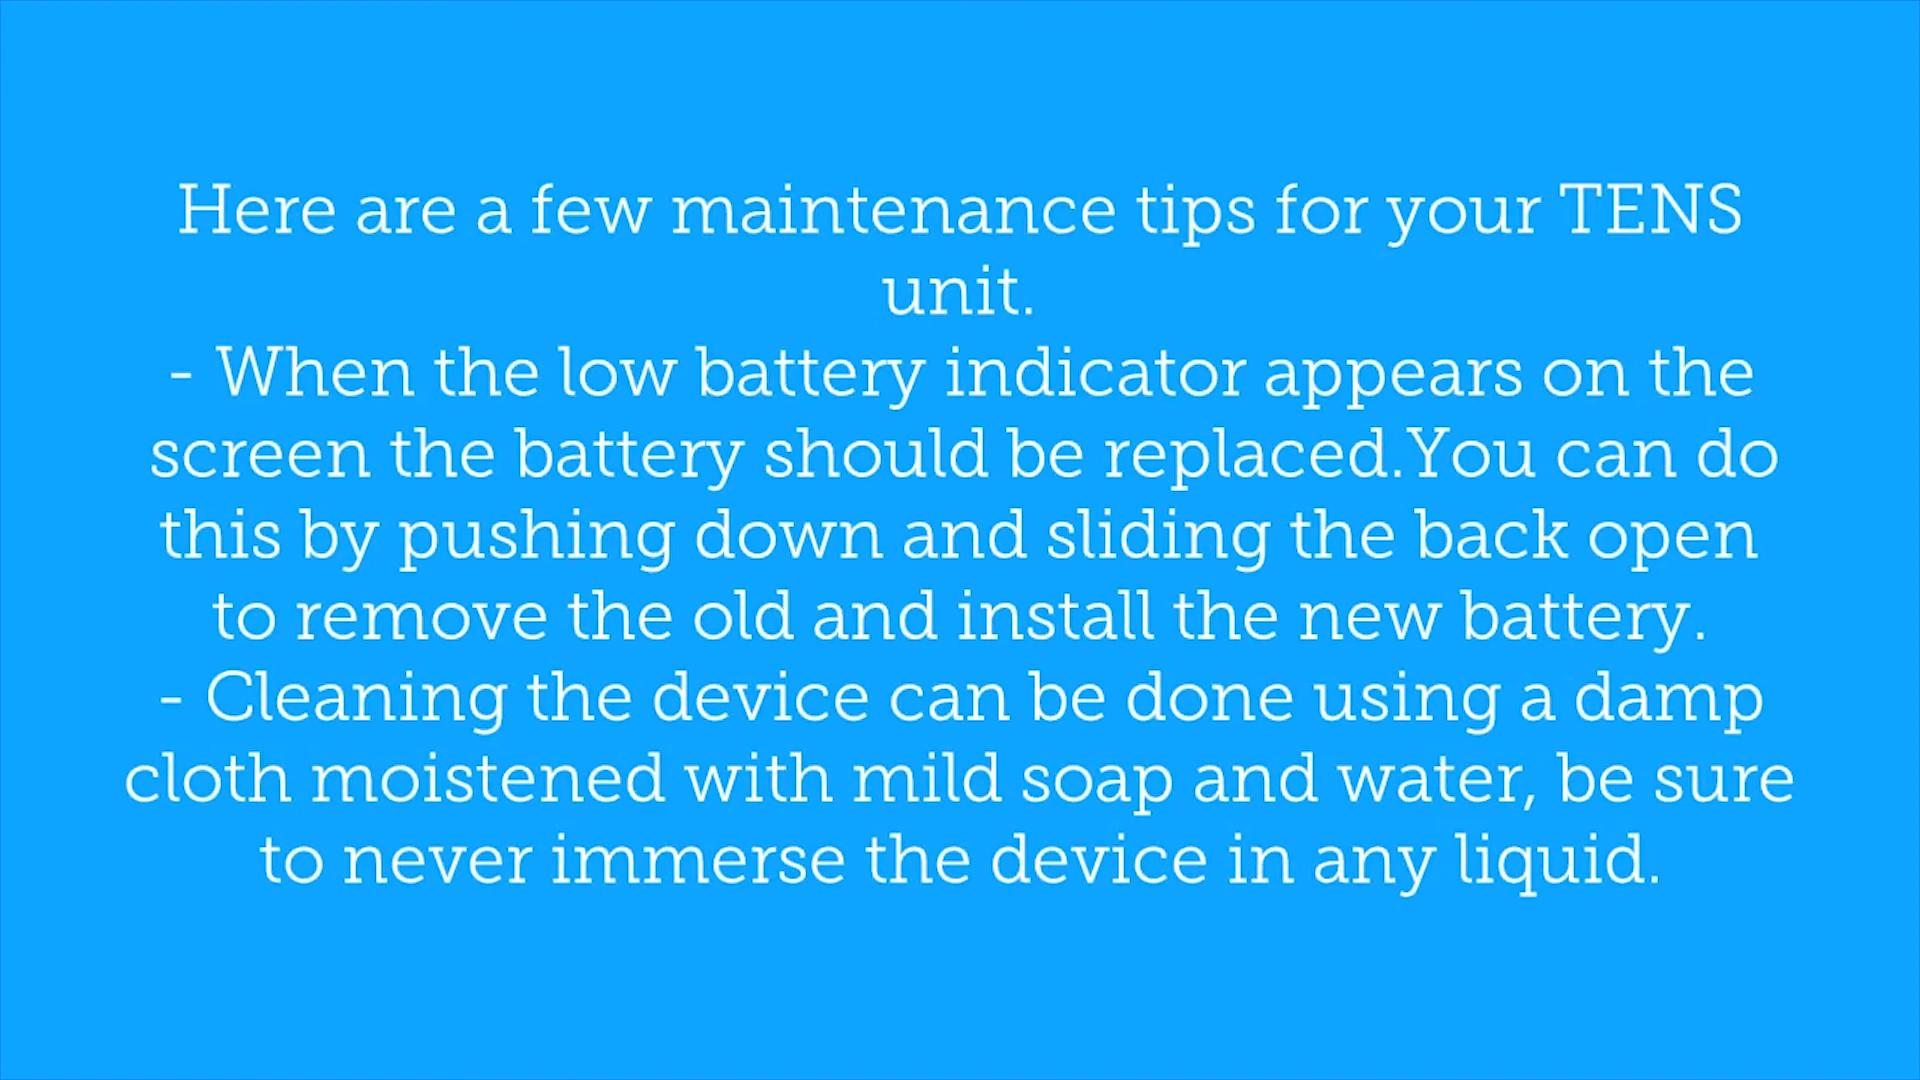 Here are a few maintenance tips for your TENS
unit.
- When the low battery indicator appears on the
screen the battery should be replaced.You can do
this by pushing down and sliding the back open
to remove the old and install the new battery.
- Cleaning the device can be done using a damp
cloth moistened with mild soap and water, be sure
to never immerse the device in any liquid.